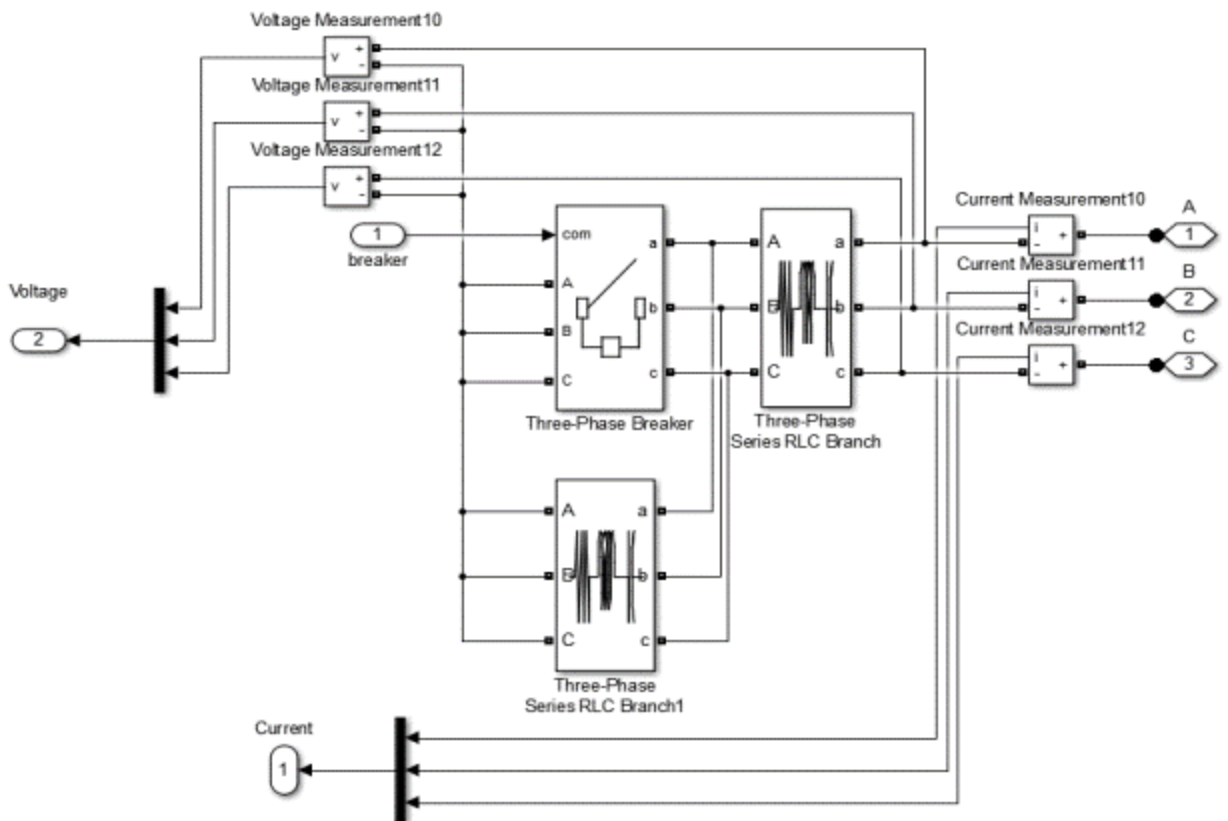 Voltage Measurement10
v + -
Voltage Measurement11
v + -
Voltage Measurement12
v + -
1
breaker
com
A
B
C
a
b
c
Three-Phase Breaker
A
B
C
a
b
c
Three-Phase
Series RLC Branch
Current Measurement10
i + -
A
1
Current Measurement11
i + -
B
2
Current Measurement12
i + -
C
3
Voltage
2
A
B
C
a
b
c
Three-Phase
Series RLC Branch1
Current
1